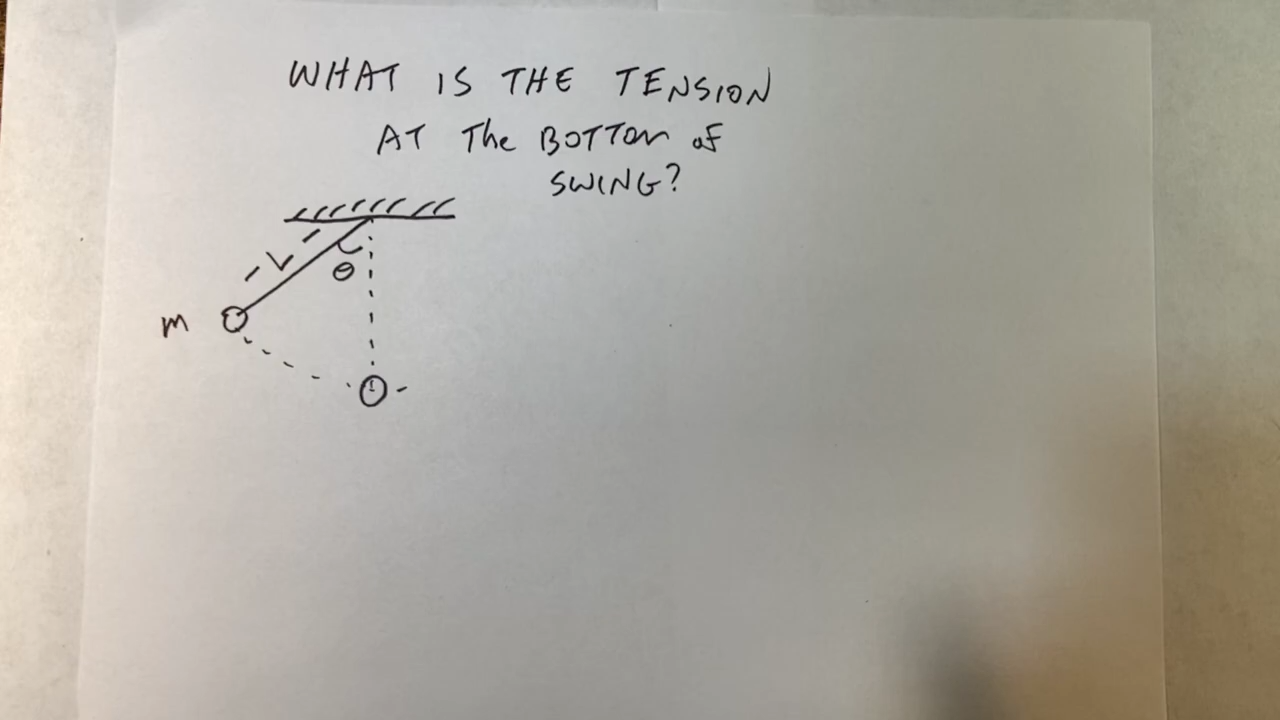 WHAT IS THE TENSION
AT The BOTTOM OF
SWING?
L
θ
m